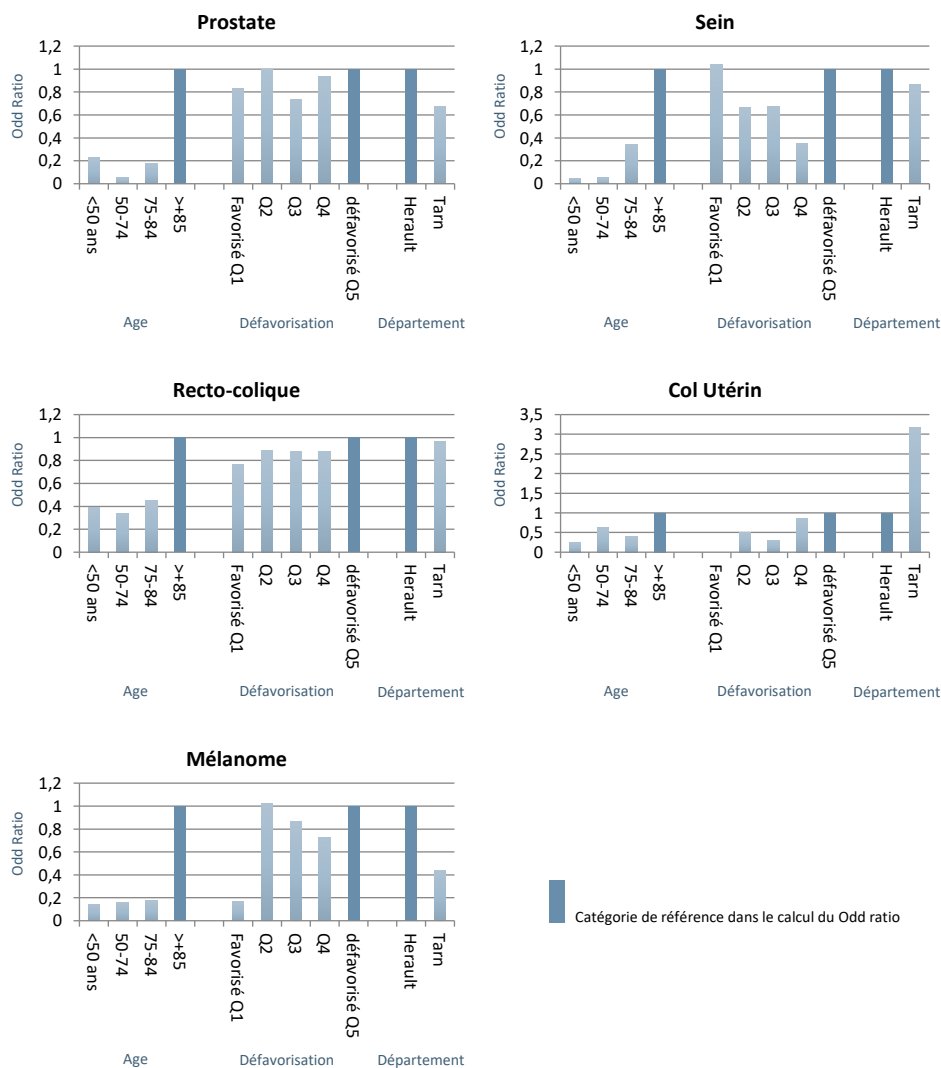 Prostate
1,2
1
0,8
0,6
0,4
0,2
0
Odd Ratio
<50 ans
50-74
75-84
>+85
Favorisé Q1
Q2
Q3
Q4
défavorisé Q5
Herault
Tarn
Age
Défavorisation
Département
Sein
1,2
1
0,8
0,6
0,4
0,2
0
Odd Ratio
<50 ans
50-74
75-84
>+85
Favorisé Q1
Q2
Q3
Q4
défavorisé Q5
Herault
Tarn
Age
Défavorisation
Département
Recto-colique
1,2
1
0,8
0,6
0,4
0,2
0
Odd Ratio
<50 ans
50-74
75-84
>+85
Favorisé Q1
Q2
Q3
Q4
défavorisé Q5
Herault
Tarn
Age
Défavorisation
Département
Col Utérin
3,5
3
2,5
2
1,5
1
0,5
0
Odd Ratio
<50 ans
50-74
75-84
>+85
Favorisé Q1
Q2
Q3
Q4
défavorisé Q5
Herault
Tarn
Age
Défavorisation
Département
Mélanome
1,2
1
0,8
0,6
0,4
0,2
0
Odd Ratio
<50 ans
50-74
75-84
>+85
Favorisé Q1
Q2
Q3
Q4
défavorisé Q5
Herault
Tarn
Age
Défavorisation
Département
Catégorie de référence dans le calcul du Odd ratio